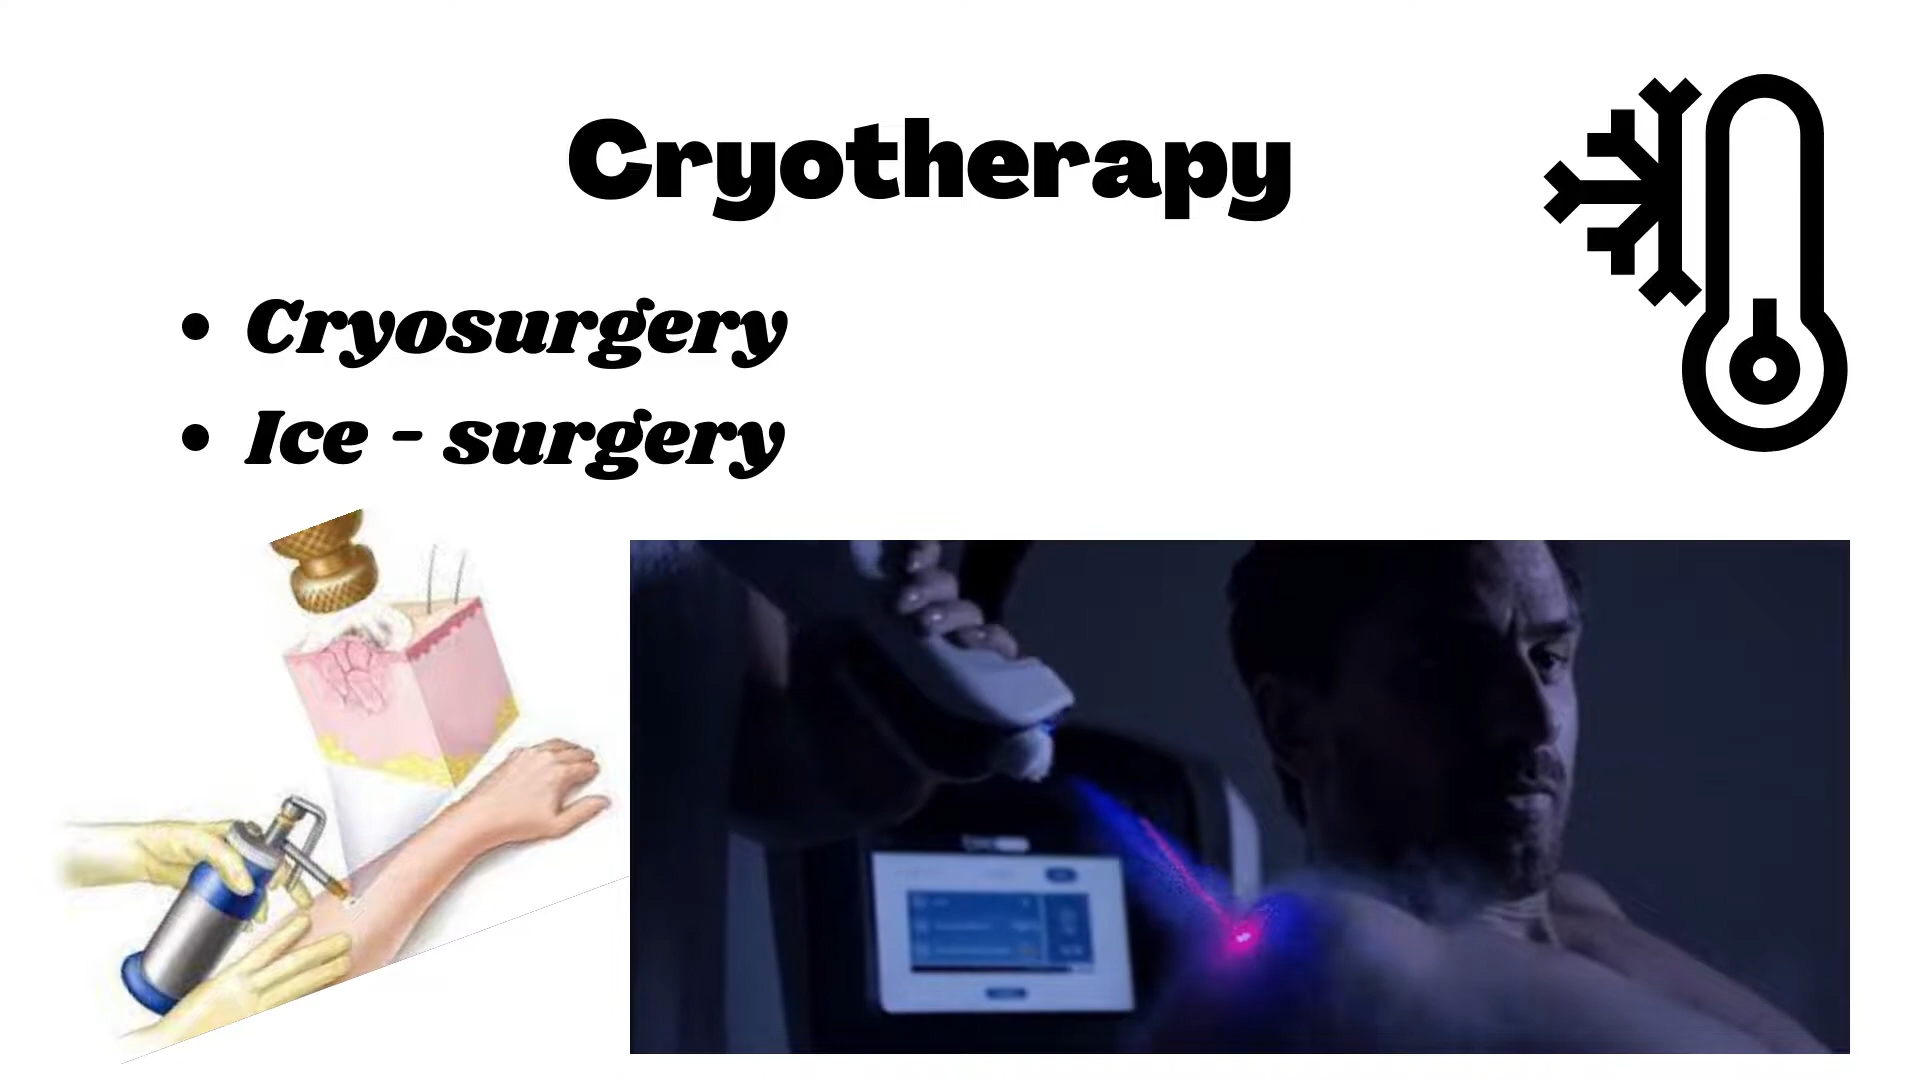 Cryotherapy
• Cryosurgery
• Ice - surgery